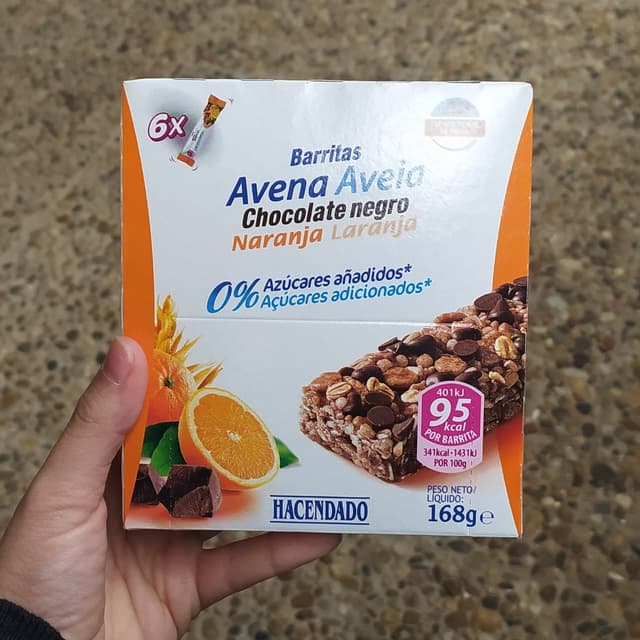 6x
Barritas
Avena Aveia
Chocolate negro
Naranja Laranja
0% Azúcares añadidos*
Açúcares adicionados*
401kJ
95
kcal
POR BARRITA
341kcal-1431kJ
POR 100g
PESO NETO/
LÍQUIDO:
168g e
HACENDADO